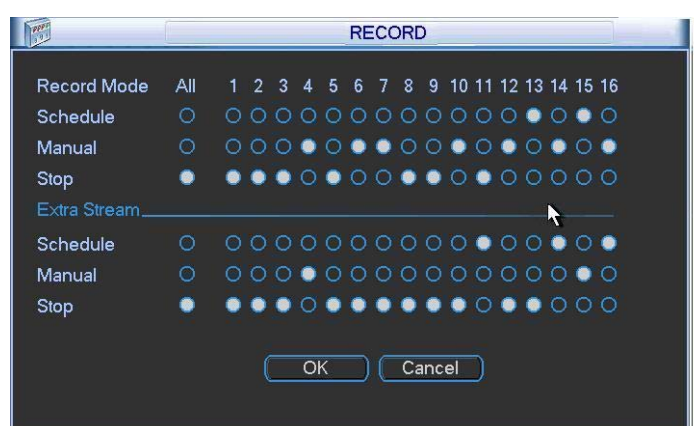 RECORD
Record Mode All 1 2 3 4 5 6 7 8 9 10 11 12 13 14 15 16
Schedule
Manual
Stop
Extra Stream
Schedule
Manual
Stop
OK Cancel